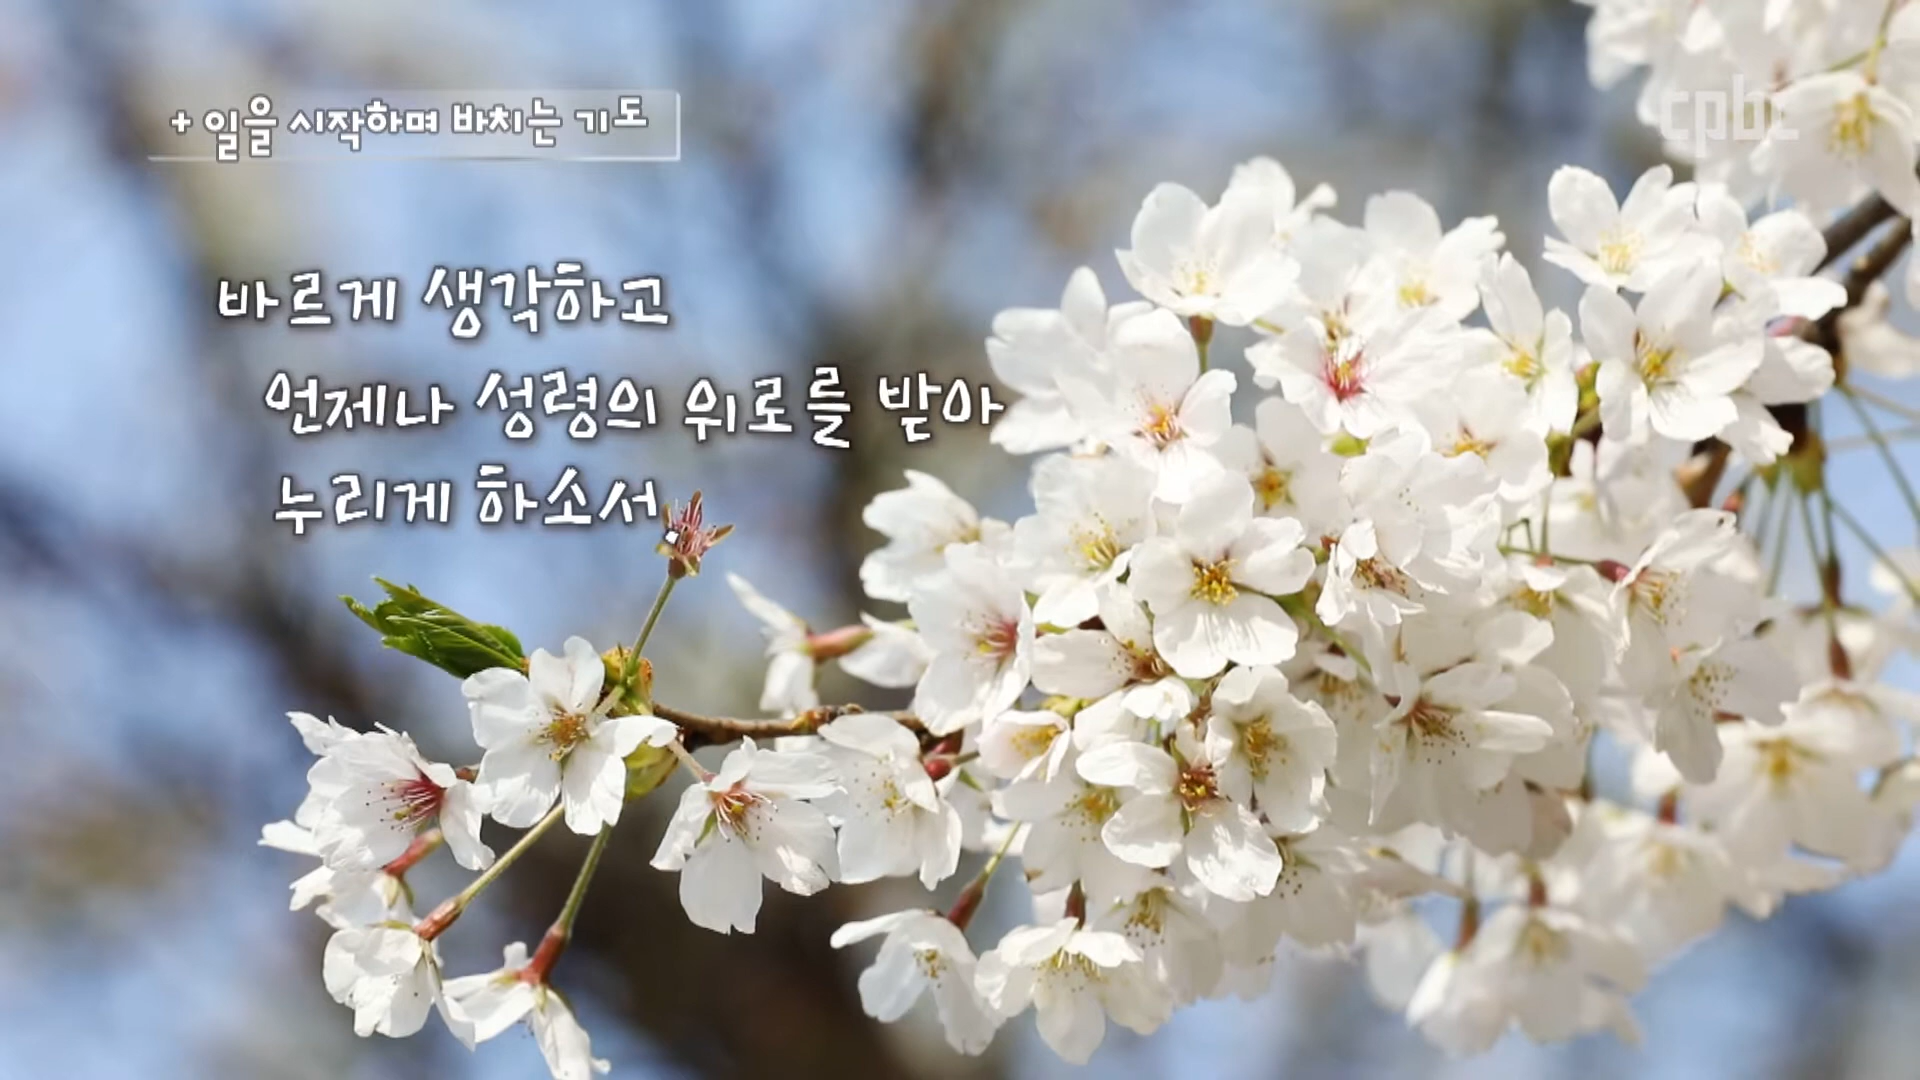 + 일을 시작하며 바치는 기도
cpbc
바르게 생각하고
언제나 성령의 위로를 받아
누리게 하소서.